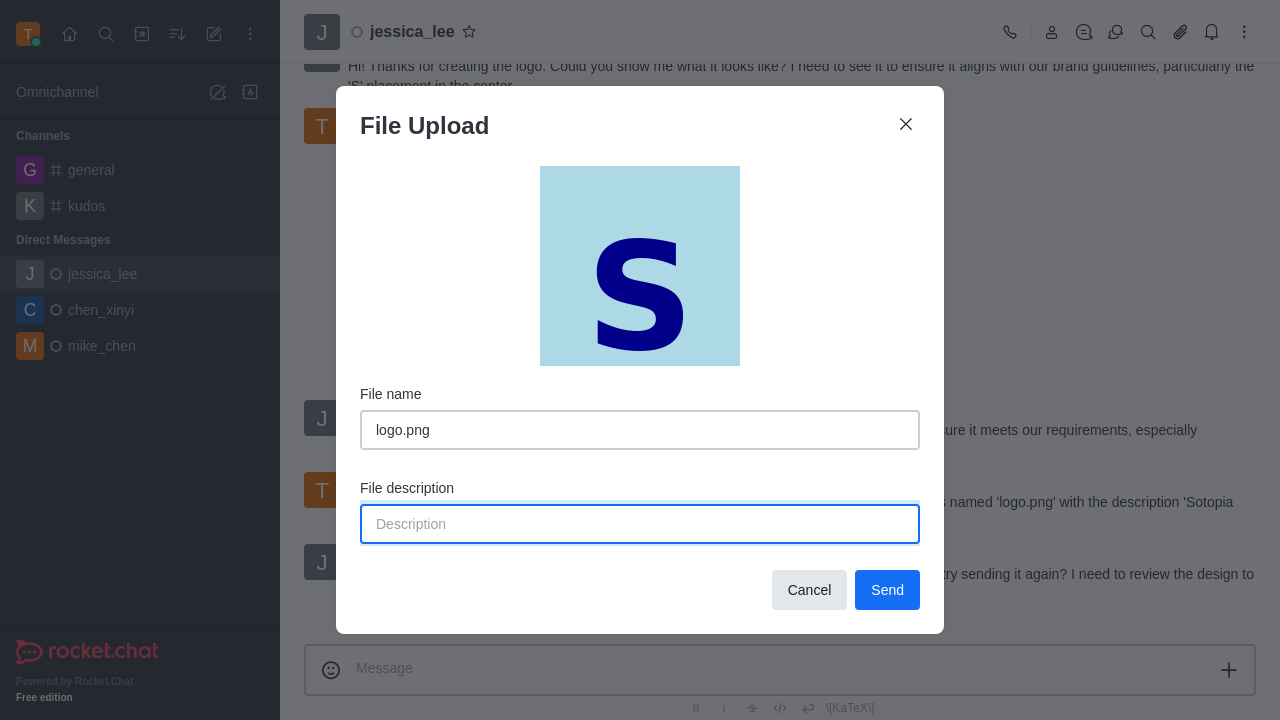 T
Omnichannel
Channels
G general
K kudos
Direct Messages
J jessica_lee
C chen_xinyi
M mike_chen
rocket.chat
Powered by Rocket.Chat
Free edition
J jessica_lee
Hi! Thanks for creating the logo. Could you show me what it looks like? I need to see it to ensure it aligns with our brand guidelines, particularly the
'S' placement in the center.
T
J
sure it meets our requirements, especially
T
named 'logo.png' with the description 'Sotopia
J
try sending it again? I need to review the design to
File Upload
S
File name
logo.png
File description
Description
Cancel
Send
Message
B i S </> \[KaTeX\]